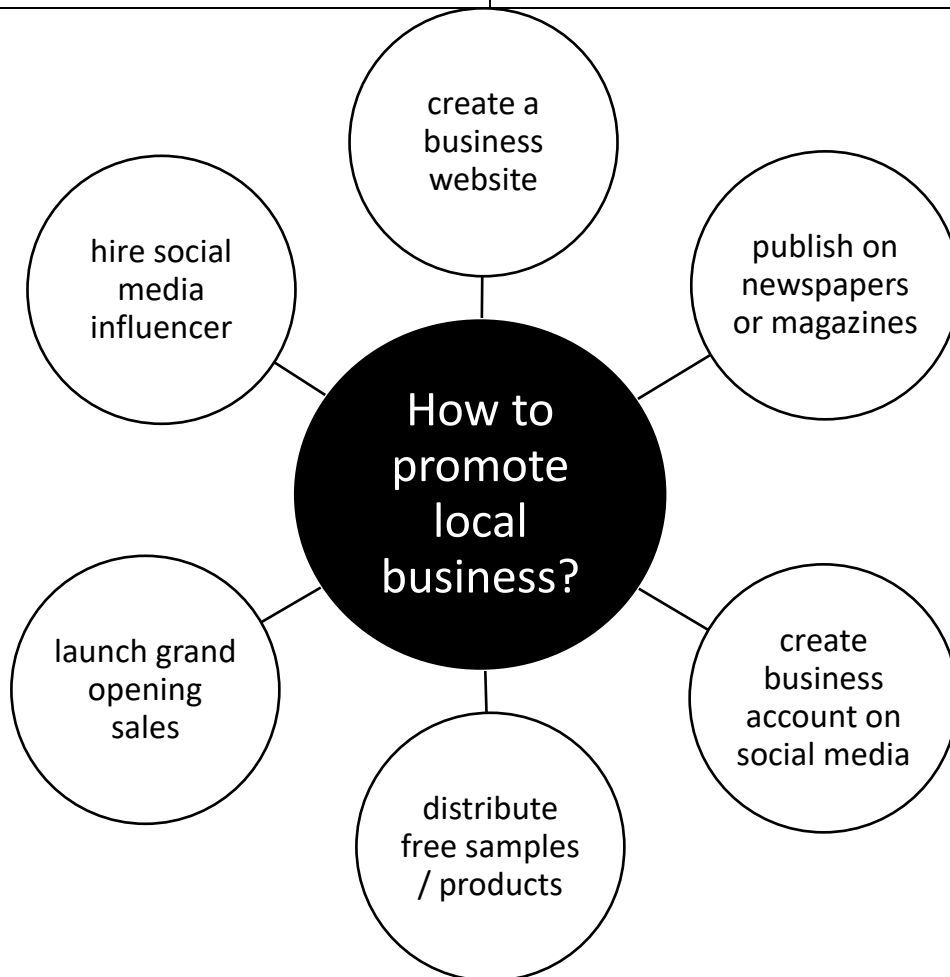 create a
business
website
hire social
media
influencer
publish on
newspapers
or magazines
How to
promote
local
business?
launch grand
opening
sales
create
business
account on
social media
distribute
free samples
/ products